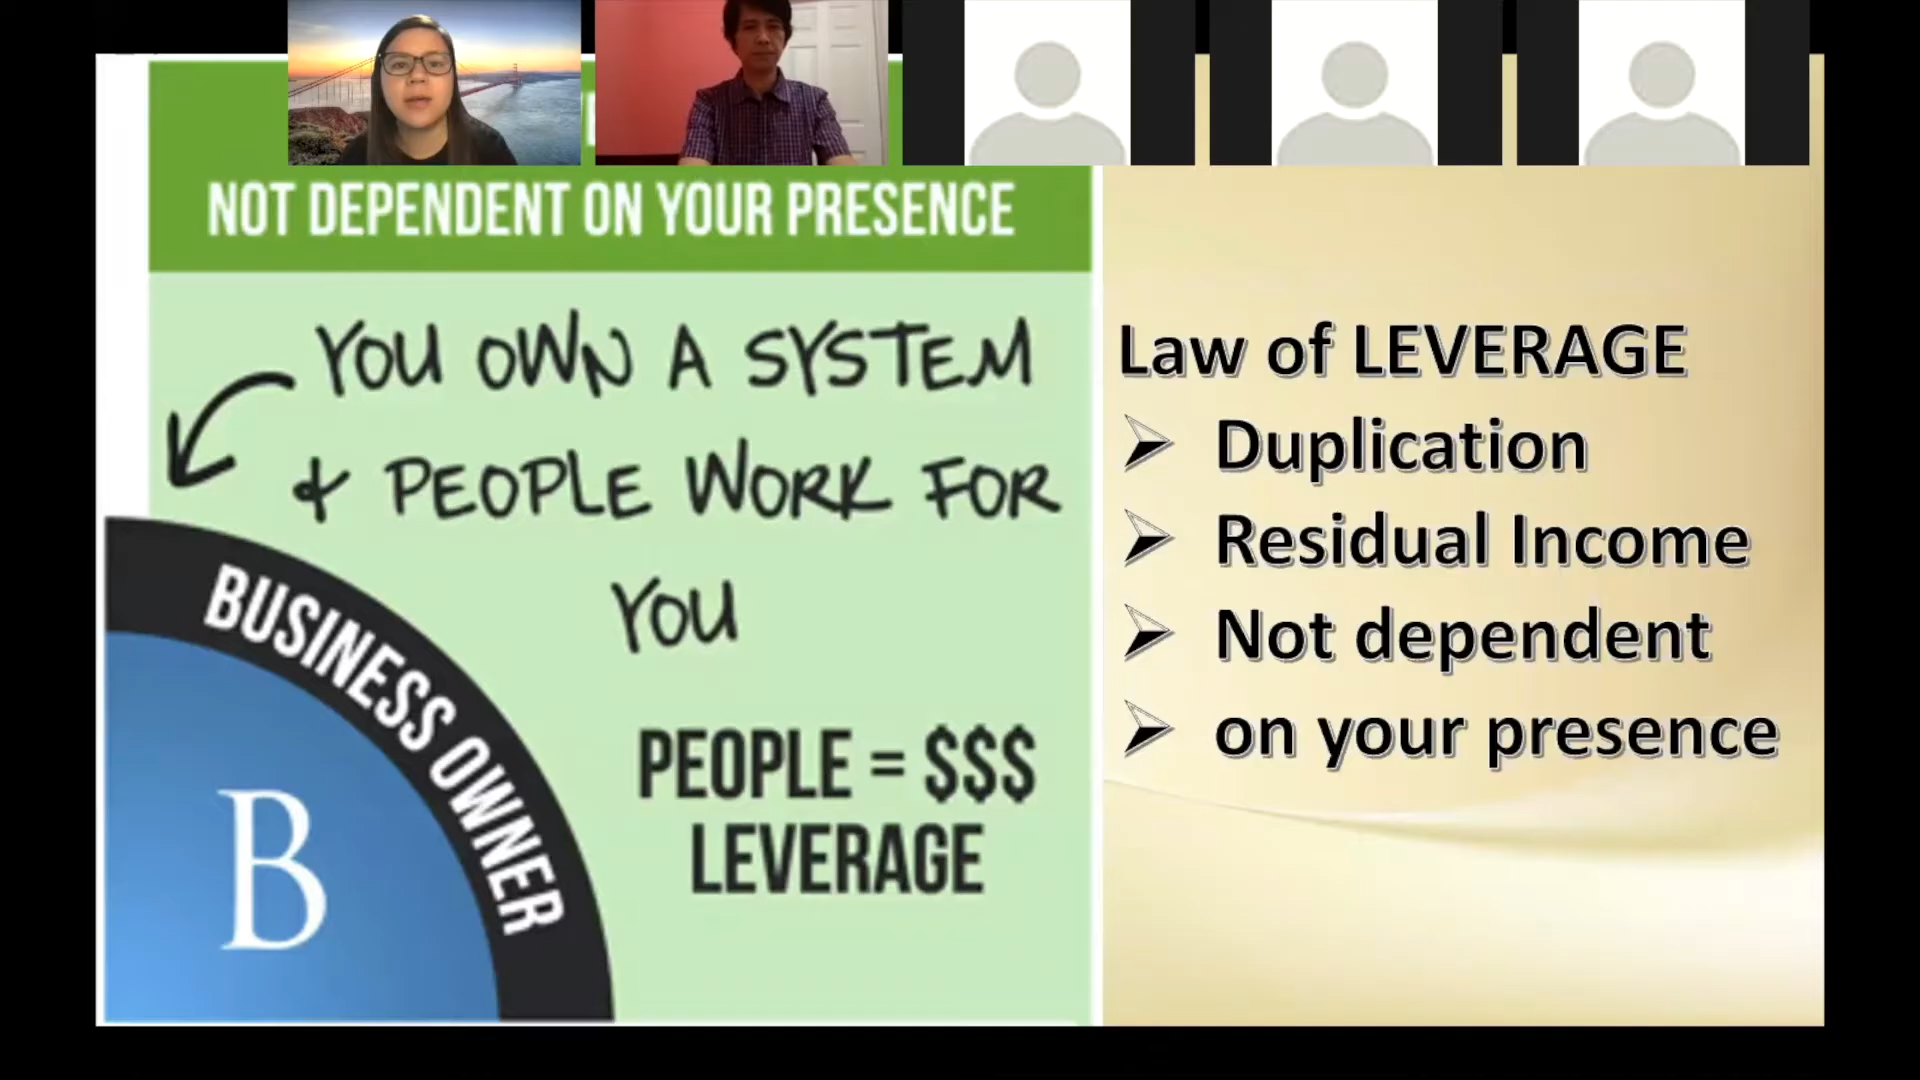 NOT DEPENDENT ON YOUR PRESENCE
YOU OWN A SYSTEM
& PEOPLE WORK FOR
YOU
BUSINESS OWNER
B
PEOPLE = $$$
LEVERAGE
Law of LEVERAGE
Duplication
Residual Income
Not dependent
on your presence